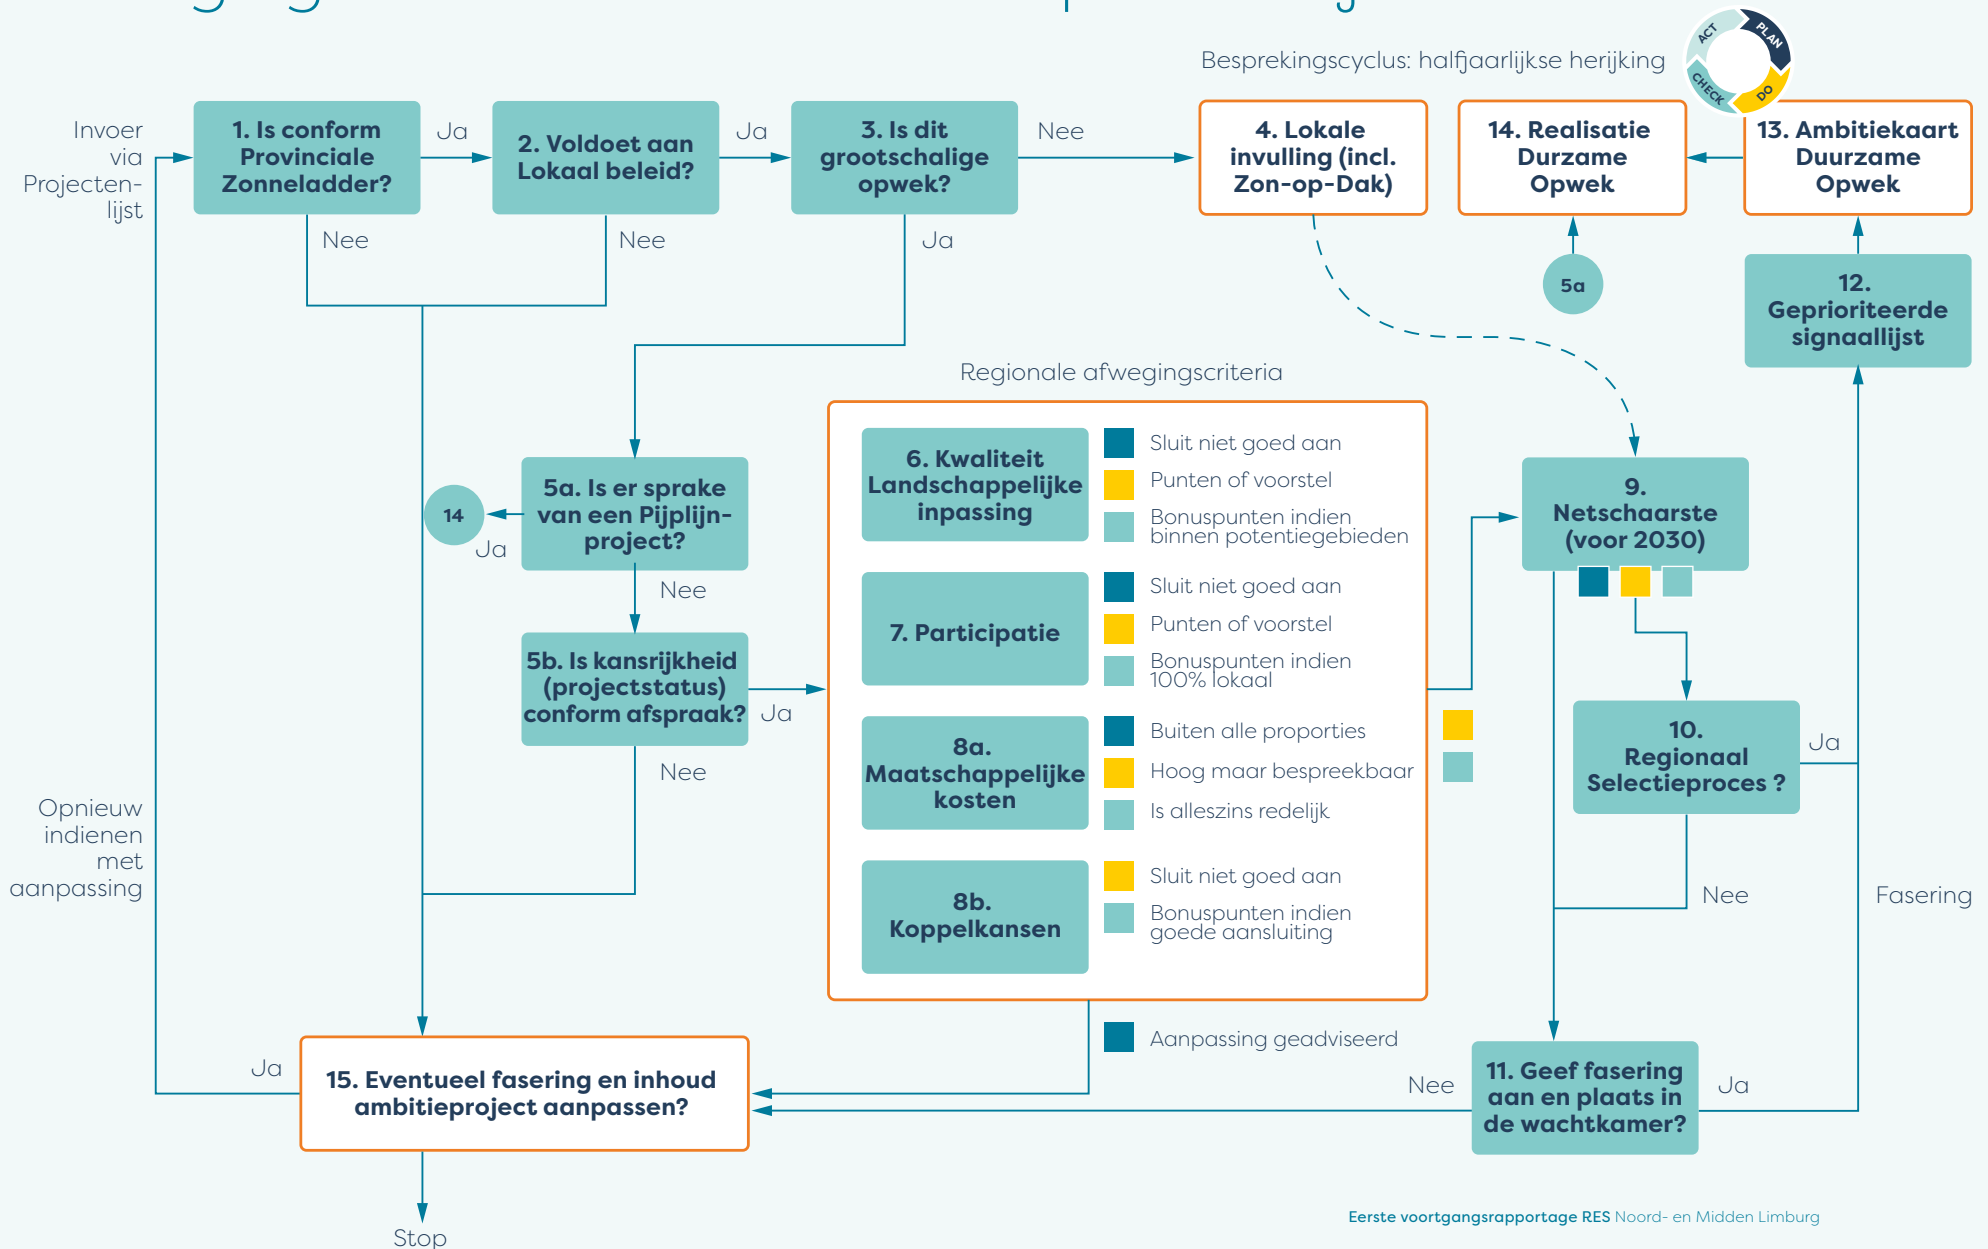 Besprekingscyclus: halfjaarlijkse herijking
ACT
PLAN
DO
CHECK
Invoer
via
Projecten-
lijst
1. Is conform
Provinciale
Zonneladder?
Ja
2. Voldoet aan
Lokaal beleid?
Ja
3. Is dit
grootschalige
opwek?
Nee
4. Lokale
invulling (incl.
Zon-op-Dak)
14. Realisatie
Durzame
Opwek
13. Ambitiekaart
Duurzame
Opwek
Nee
Nee
Ja
5a
12.
Geprioriteerde
signaallijst
Regionale afwegingscriteria
5a. Is er sprake
van een Pijplijn-
project?
14
Ja
Nee
5b. Is kansrijkheid
(projectstatus)
conform afspraak?
Ja
Nee
6. Kwaliteit
Landschappelijke
inpassing
Sluit niet goed aan
Punten of voorstel
Bonuspunten indien
binnen potentiegebieden
7. Participatie
Sluit niet goed aan
Punten of voorstel
Bonuspunten indien
100% lokaal
8a.
Maatschappelijke
kosten
Buiten alle proporties
Hoog maar bespreekbaar
Is alleszins redelijk
8b.
Koppelkansen
Sluit niet goed aan
Bonuspunten indien
goede aansluiting
9.
Netschaarste
(voor 2030)
10.
Regionaal
Selectieproces ?
Ja
Nee
Fasering
Opnieuw
indienen
met
aanpassing
Aanpassing geadviseerd
Ja
15. Eventueel fasering en inhoud
ambitieproject aanpassen?
Nee
11. Geef fasering
aan en plaats in
de wachtkamer?
Ja
Stop
Eerste voortgangsrapportage RES Noord- en Midden Limburg